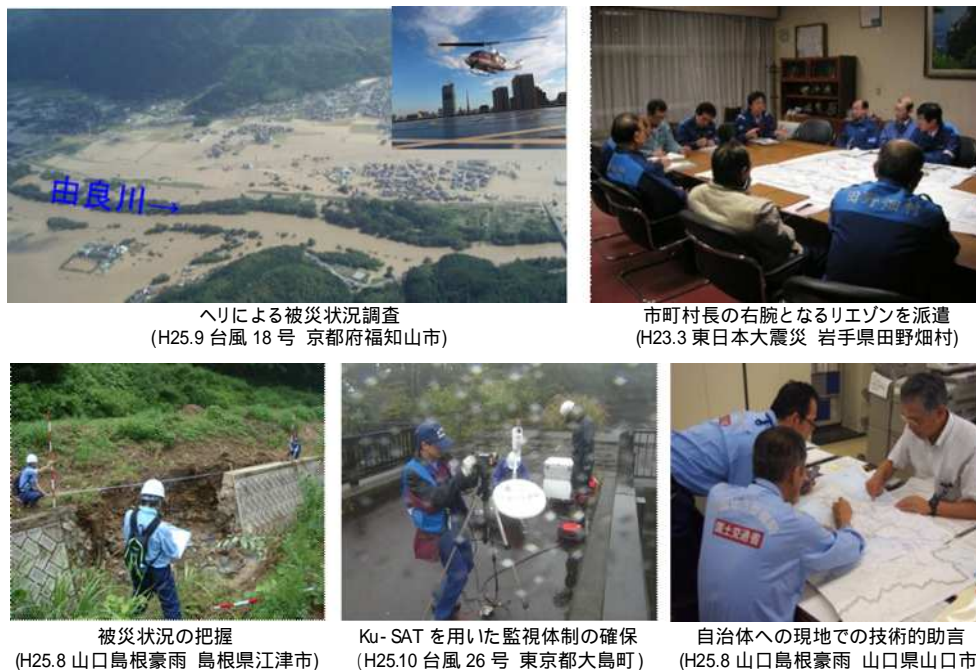 由良川→
ヘリによる被災状況調査
(H25.9 台風 18 号 京都府福知山市)
田野畑村
市町村長の右腕となるリエゾンを派遣
(H23.3 東日本大震災 岩手県田野畑村)
被災状況の把握
(H25.8 山口島根豪雨 島根県江津市)
Ku-SAT を用いた監視体制の確保
(H25.10 台風 26 号 東京都大島町)
国土交通省
自治体への現地での技術的助言
(H25.8 山口島根豪雨 山口県山口市